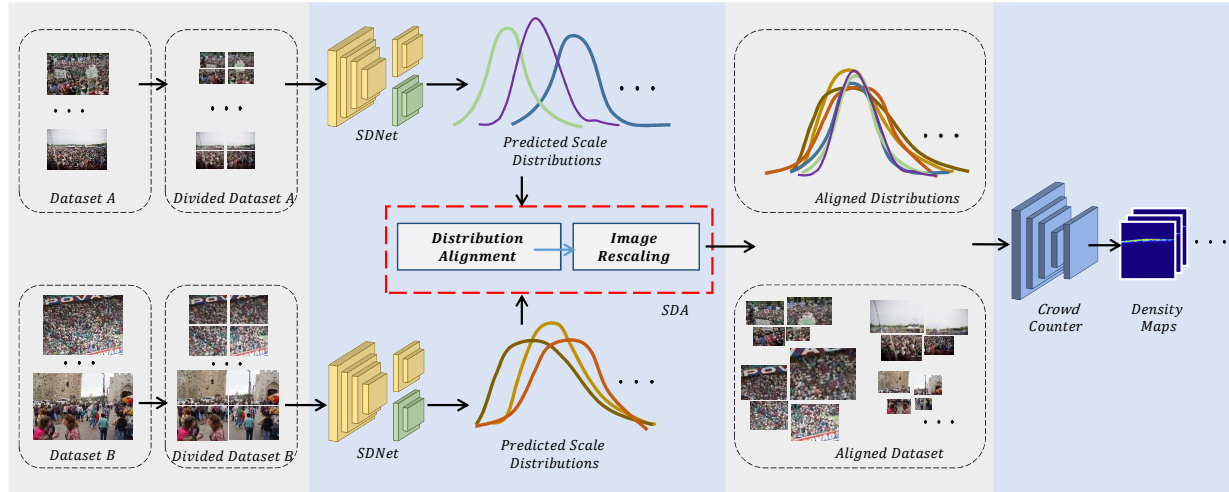 Dataset A
Divided Dataset A
SDNet
Predicted Scale
Distributions
Distribution
Alignment
Image
Rescaling
SDA
Aligned Distributions
Crowd
Counter
Density
Maps
POVA
Dataset B
Divided Dataset B
SDNet
Predicted Scale
Distributions
Aligned Dataset